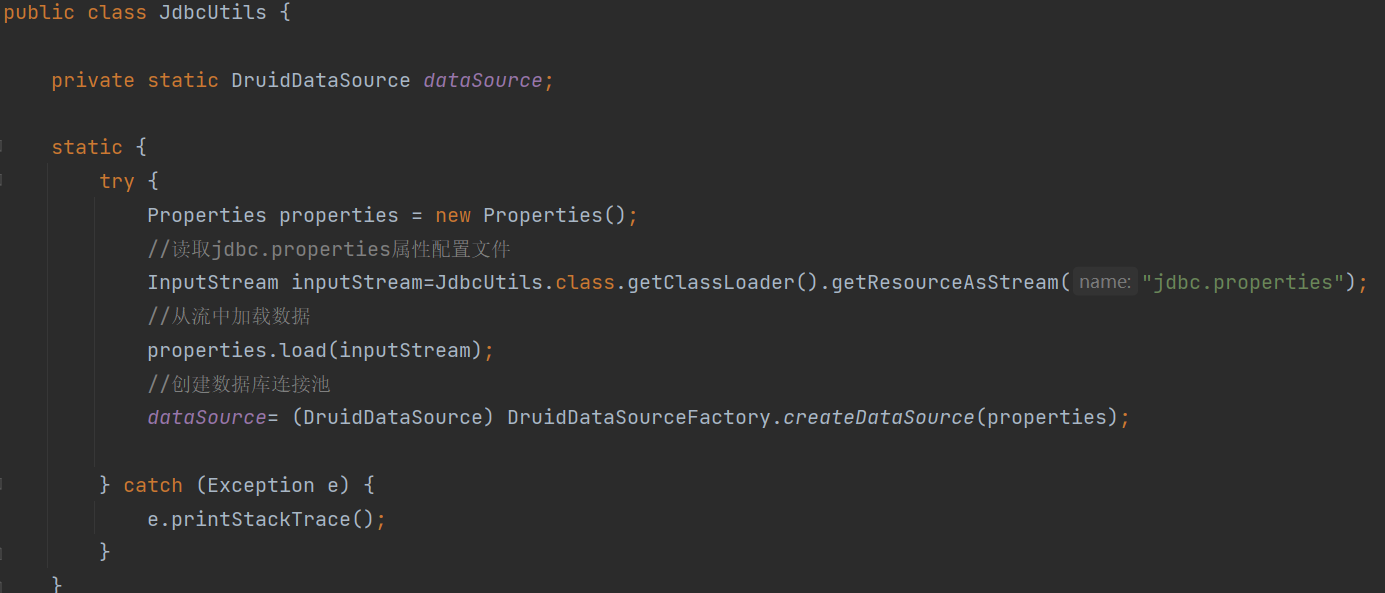 public class JdbcUtils {
private static DruidDataSource dataSource;
static {
try {
Properties properties = new Properties();
//读取jdbc.properties属性配置文件
InputStream inputStream=JdbcUtils.class.getClassLoader().getResourceAsStream( name: "jdbc.properties");
//从流中加载数据
properties.load(inputStream);
//创建数据库连接池
dataSource= (DruidDataSource) DruidDataSourceFactory.createDataSource(properties);
} catch (Exception e) {
e.printStackTrace();
}
}